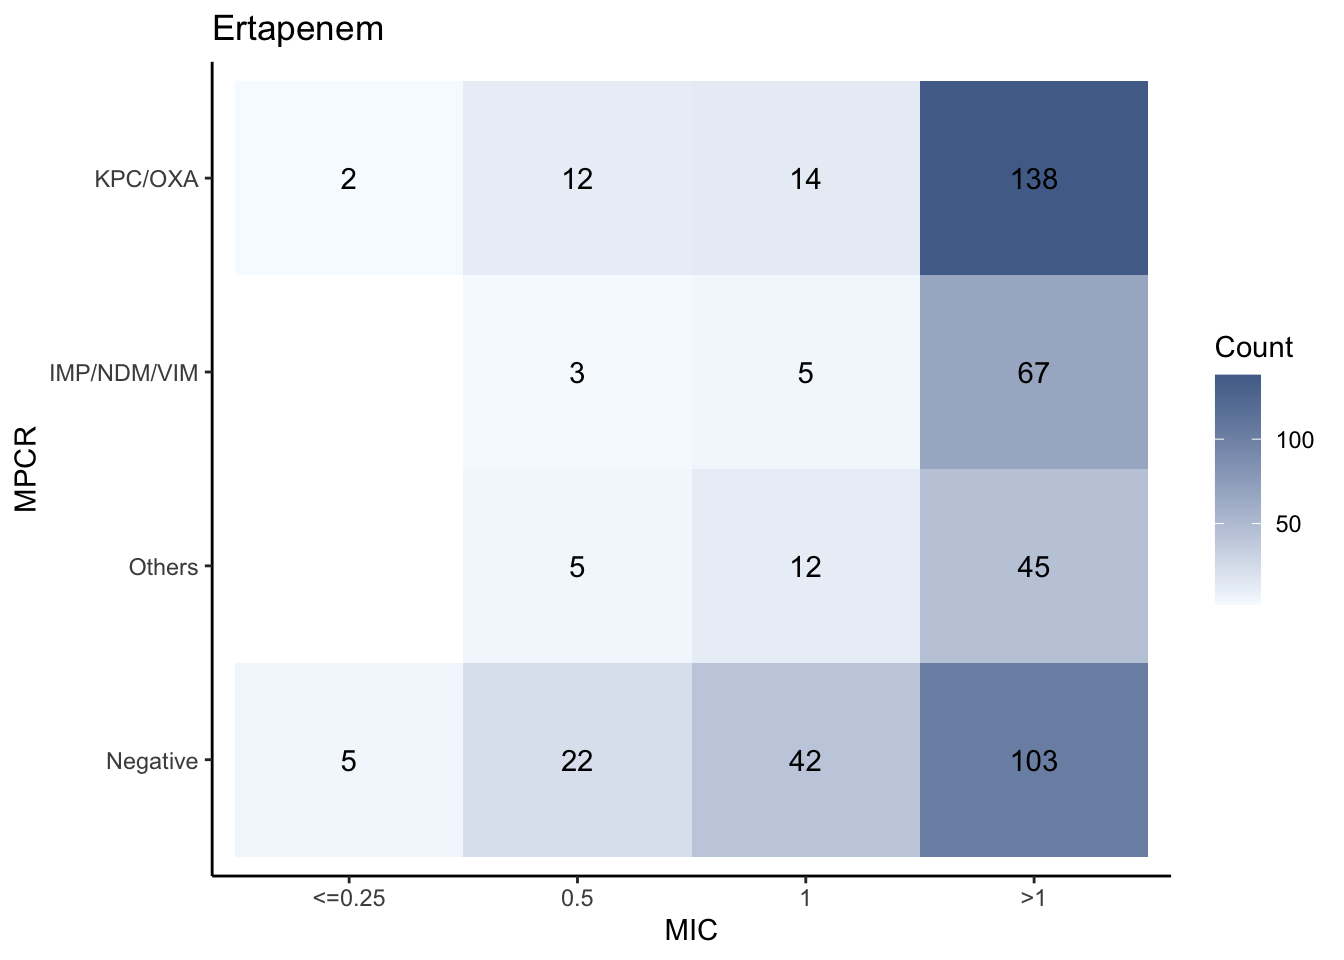 Ertapenem
KPC/OXA 2 12 14 138
IMP/NDM/VIM 3 5 67
Others 5 12 45
Negative 5 22 42 103
<=0.25 0.5 1 >1
MIC
MPCR
Count
100
50